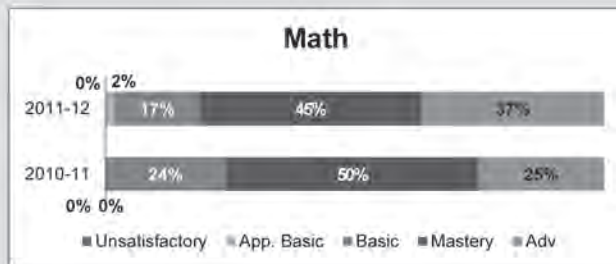 Math
0% 2%
2011-12 17% 45% 37%
2010-11 24% 50% 25%
0% 0%
Unsatisfactory App. Basic Basic Mastery Adv